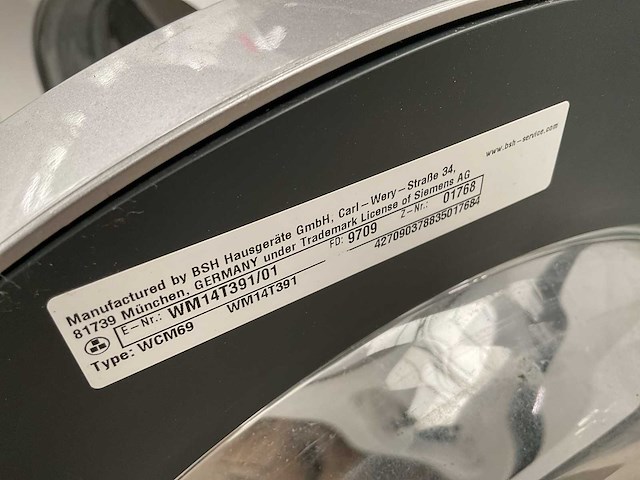 www.bsh-service.com
Manufactured by BSH Hausgeräte GmbH, Carl-Wery-Straße 34,
81739 München, GERMANY under Trademark License of Siemens AG
E-Nr.: WM14T391/01 FD: 9709 Z-Nr.: 01768
Type: WCM69 WM14T391 427090378835017684